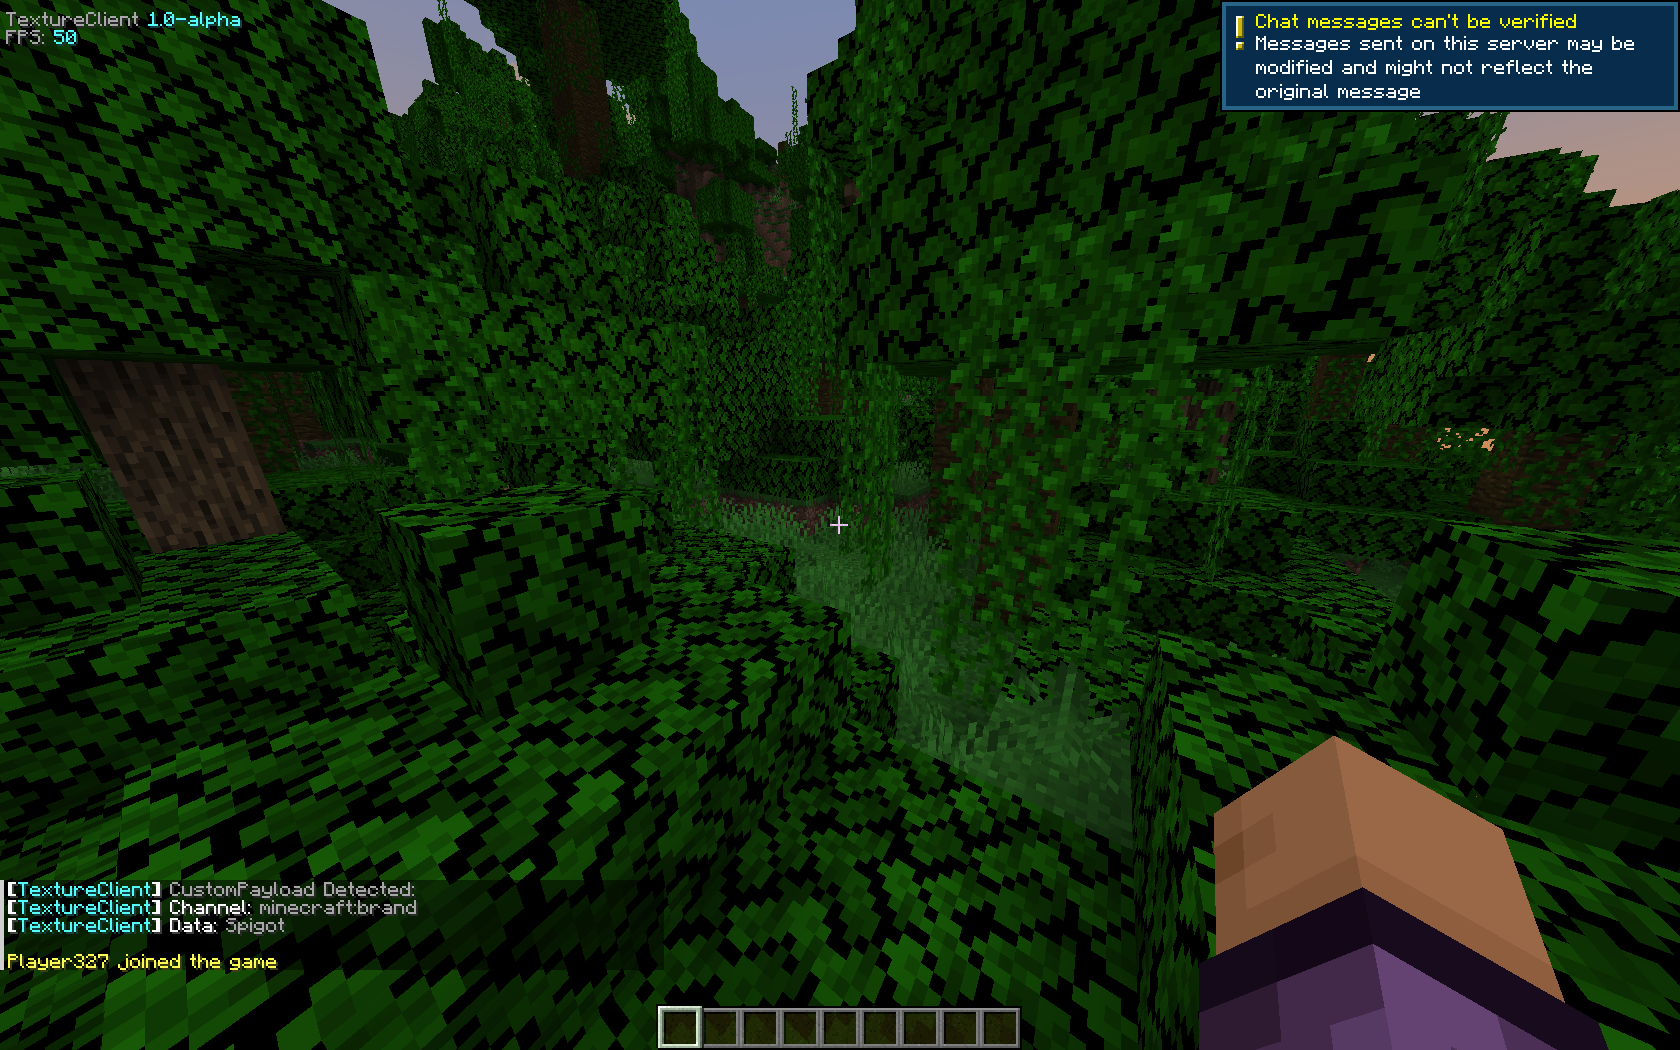 TextureClient 1.0-alpha
FPS: 50
Chat messages can't be verified
Messages sent on this server may be
modified and might not reflect the
original message
[TextureClient] CustomPayload Detected:
[TextureClient] Channel: minecraft:brand
[TextureClient] Data: Spigot
Player327 joined the game